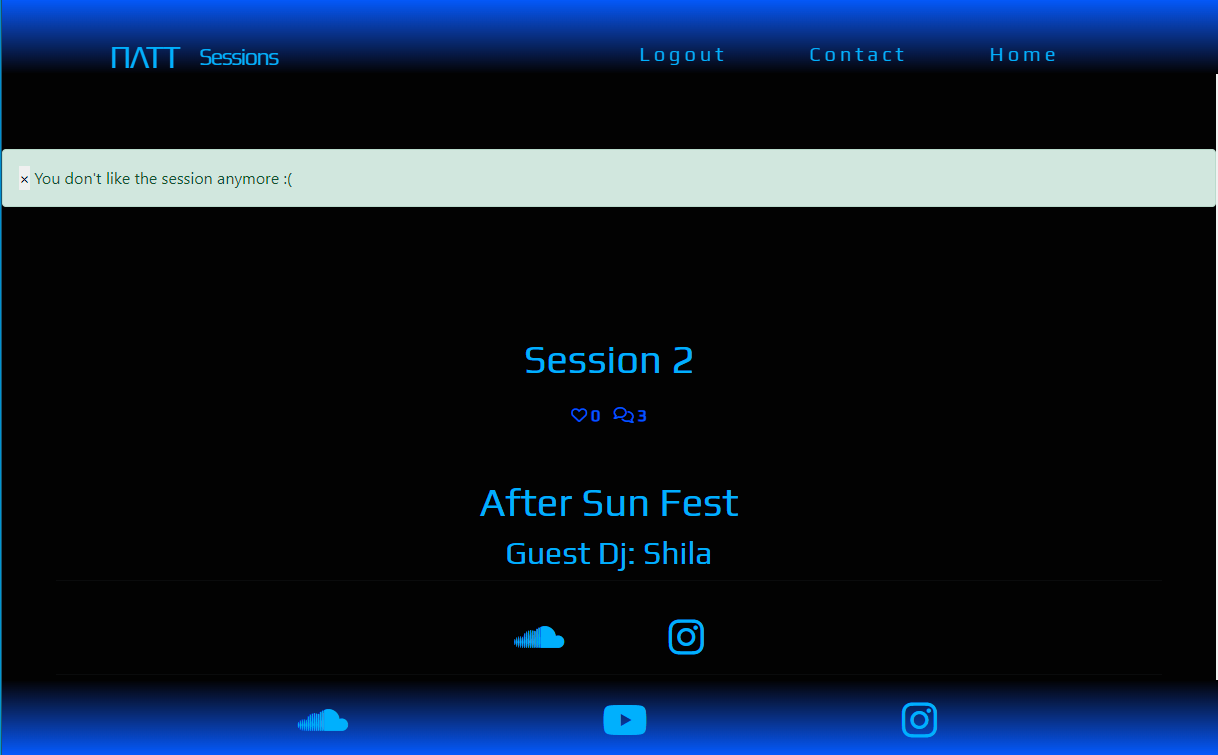 ΠΛTT Sessions Logout Contact Home
× You don't like the session anymore :(
Session 2
0 3
After Sun Fest
Guest Dj: Shila